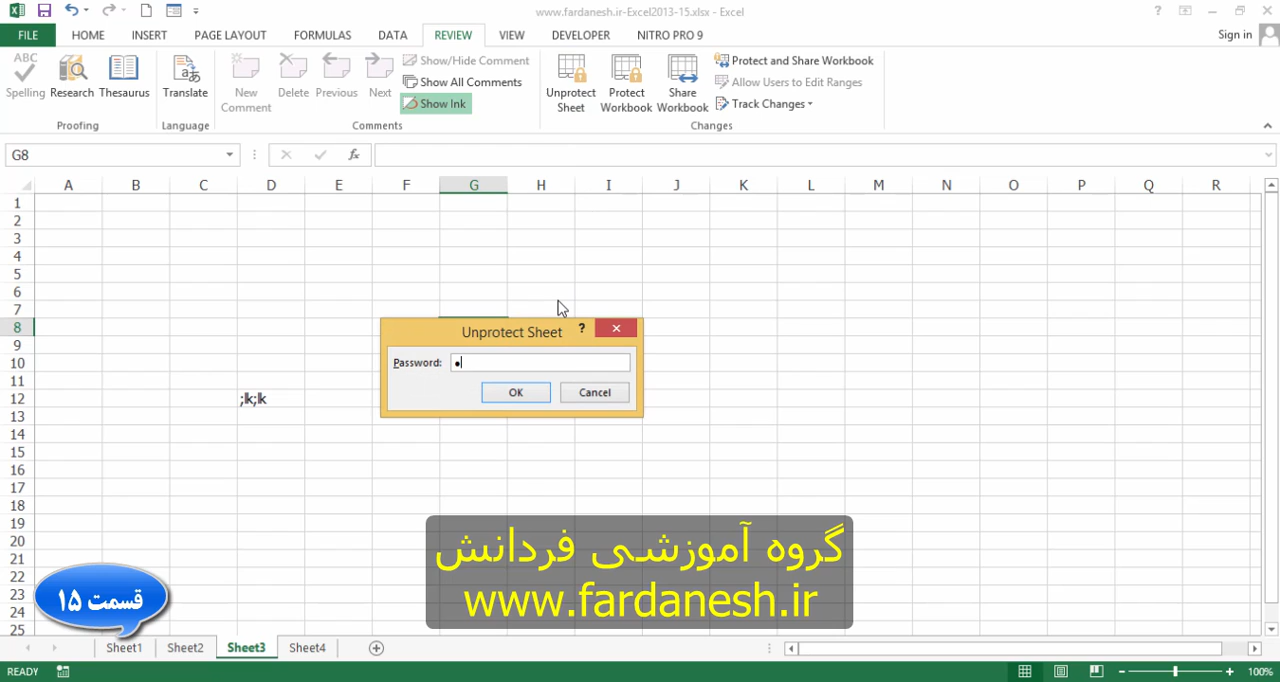 www.fardanesh.ir-Excel2013-15.xlsx - Excel
FILE HOME INSERT PAGE LAYOUT FORMULAS DATA REVIEW VIEW DEVELOPER NITRO PRO 9 Sign in
ABC
Spelling Research Thesaurus
Proofing
Translate
Language
New Comment Delete Previous Next
Show/Hide Comment
Show All Comments
Show Ink
Comments
Unprotect Sheet Protect Workbook Share Workbook
Protect and Share Workbook
Allow Users to Edit Ranges
Track Changes
Changes
G8 fx
A B C D E F G H I J K L M N O P Q R
1
2
3
4
5
6
7
8
Unprotect Sheet ?
9
10
Password:
11
OK Cancel
12 ;lk;lk
13
14
15
16
17
18
19
20
21
22
23
24
25
گروه آموزشی فردانش
www.fardanesh.ir
قسمت ۱۵
Sheet1 Sheet2 Sheet3 Sheet4
READY 100%